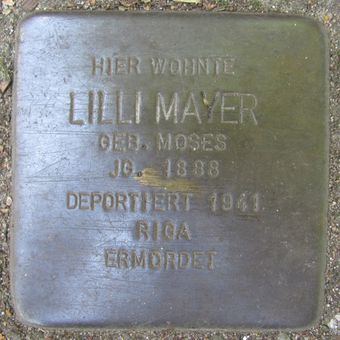 HIER WOHNTE
LILLI MAYER
GEB. MOSES
JG. 1888
DEPORTIERT 1941
RIGA
ERMORDET